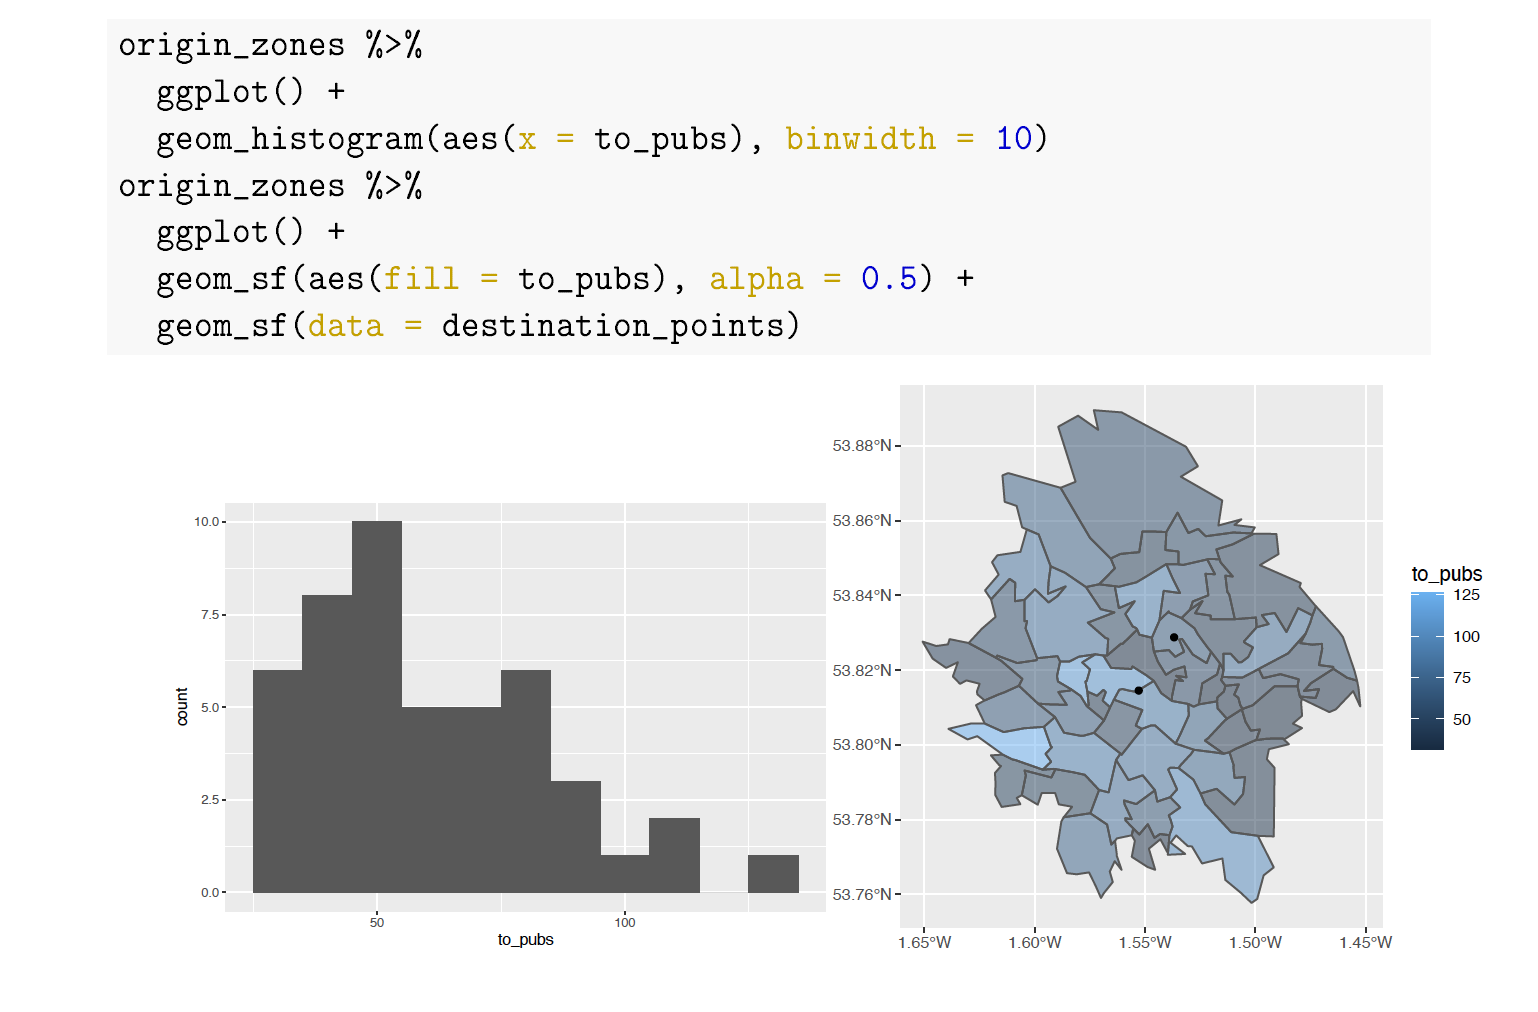 origin_zones %>%
ggplot() +
geom_histogram(aes(x = to_pubs), binwidth = 10)
origin_zones %>%
ggplot() +
geom_sf(aes(fill = to_pubs), alpha = 0.5) +
geom_sf(data = destination_points)
10.0
7.5
5.0
2.5
0.0
count
50
100
to_pubs
53.88°N
53.86°N
53.84°N
53.82°N
53.80°N
53.78°N
53.76°N
1.65°W
1.60°W
1.55°W
1.50°W
1.45°W
to_pubs
125
100
75
50